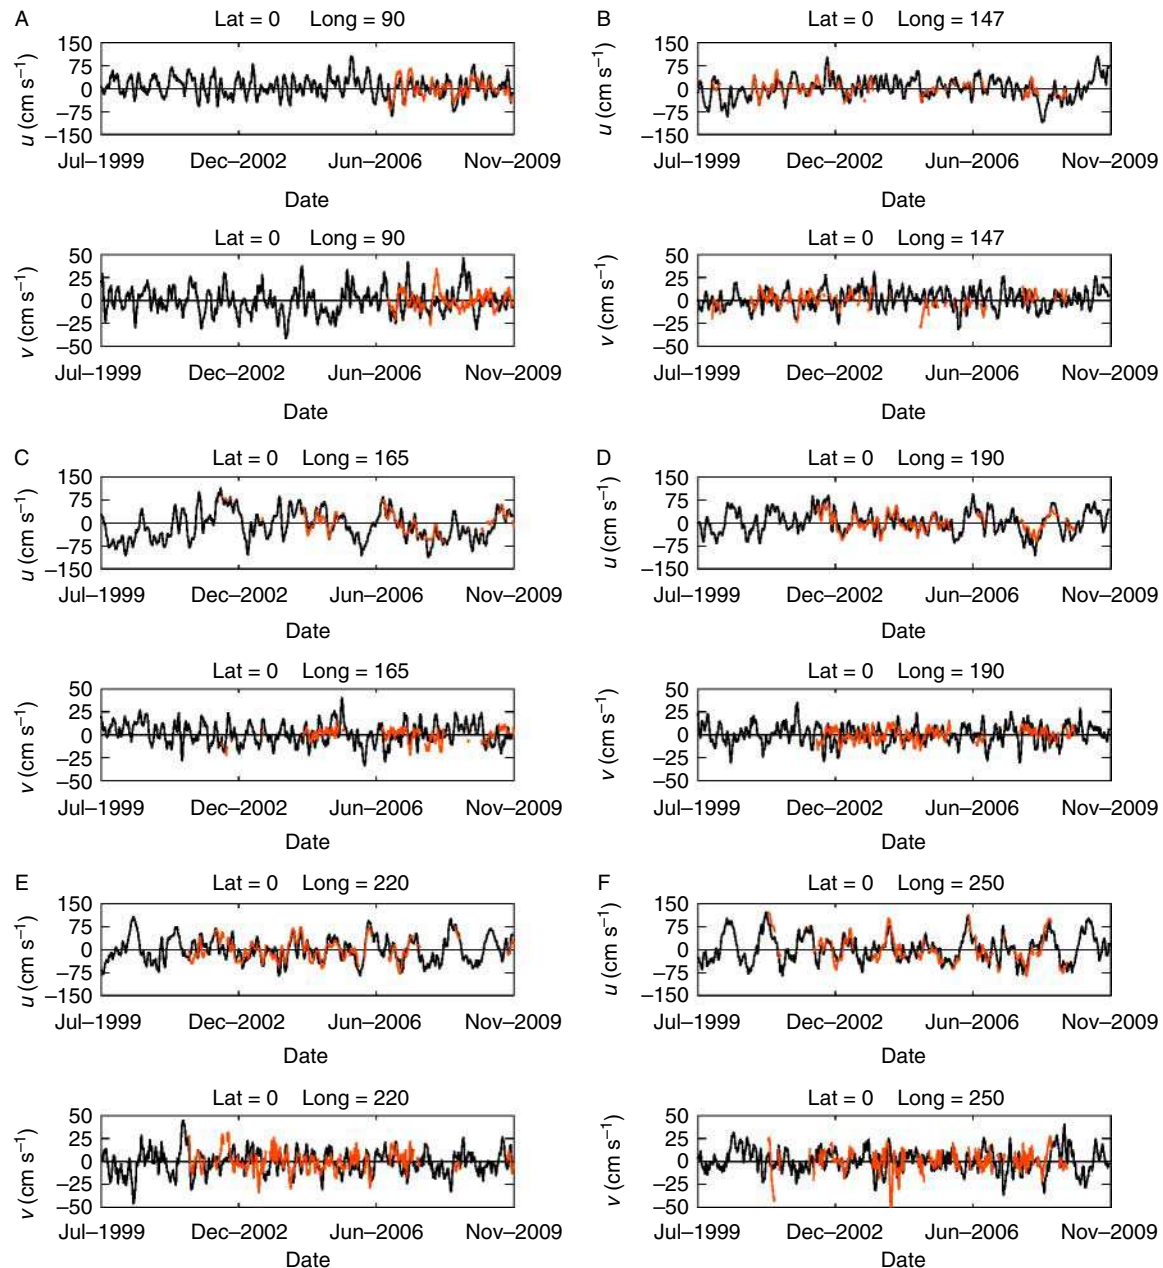 A
Lat = 0 Long = 90
u (cm s⁻¹)
150
75
0
−75
−150
Jul–1999 Dec–2002 Jun–2006 Nov–2009
Date
Lat = 0 Long = 90
v (cm s⁻¹)
50
25
0
−25
−50
Jul–1999 Dec–2002 Jun–2006 Nov–2009
Date
B
Lat = 0 Long = 147
u (cm s⁻¹)
150
75
0
−75
−150
Jul–1999 Dec–2002 Jun–2006 Nov–2009
Date
Lat = 0 Long = 147
v (cm s⁻¹)
50
25
0
−25
−50
Jul–1999 Dec–2002 Jun–2006 Nov–2009
Date
C
Lat = 0 Long = 165
u (cm s⁻¹)
150
75
0
−75
−150
Jul–1999 Dec–2002 Jun–2006 Nov–2009
Date
Lat = 0 Long = 165
v (cm s⁻¹)
50
25
0
−25
−50
Jul–1999 Dec–2002 Jun–2006 Nov–2009
Date
D
Lat = 0 Long = 190
u (cm s⁻¹)
150
75
0
−75
−150
Jul–1999 Dec–2002 Jun–2006 Nov–2009
Date
Lat = 0 Long = 190
v (cm s⁻¹)
50
25
0
−25
−50
Jul–1999 Dec–2002 Jun–2006 Nov–2009
Date
E
Lat = 0 Long = 220
u (cm s⁻¹)
150
75
0
−75
−150
Jul–1999 Dec–2002 Jun–2006 Nov–2009
Date
Lat = 0 Long = 220
v (cm s⁻¹)
50
25
0
−25
−50
Jul–1999 Dec–2002 Jun–2006 Nov–2009
Date
F
Lat = 0 Long = 250
u (cm s⁻¹)
150
75
0
−75
−150
Jul–1999 Dec–2002 Jun–2006 Nov–2009
Date
Lat = 0 Long = 250
v (cm s⁻¹)
50
25
0
−25
−50
Jul–1999 Dec–2002 Jun–2006 Nov–2009
Date